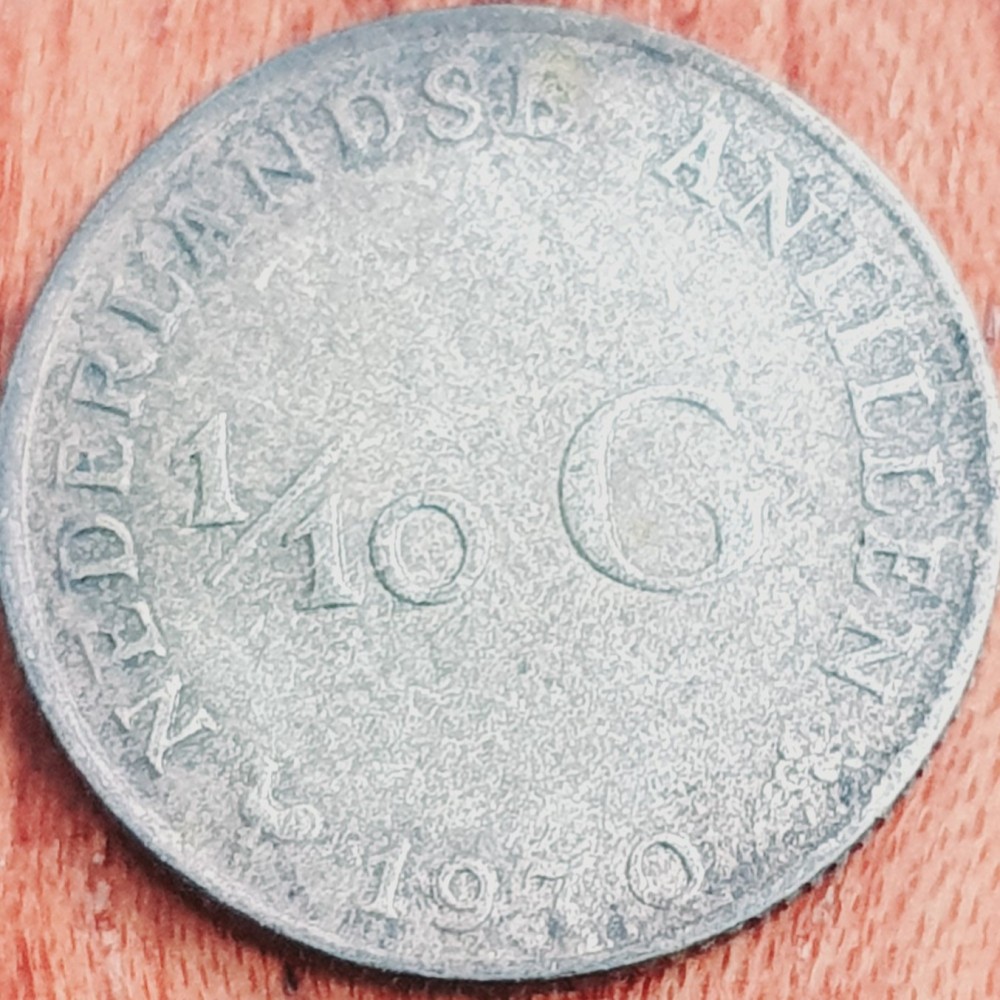 NEDERLANDSE ANTILLEN
1/10 G
1970